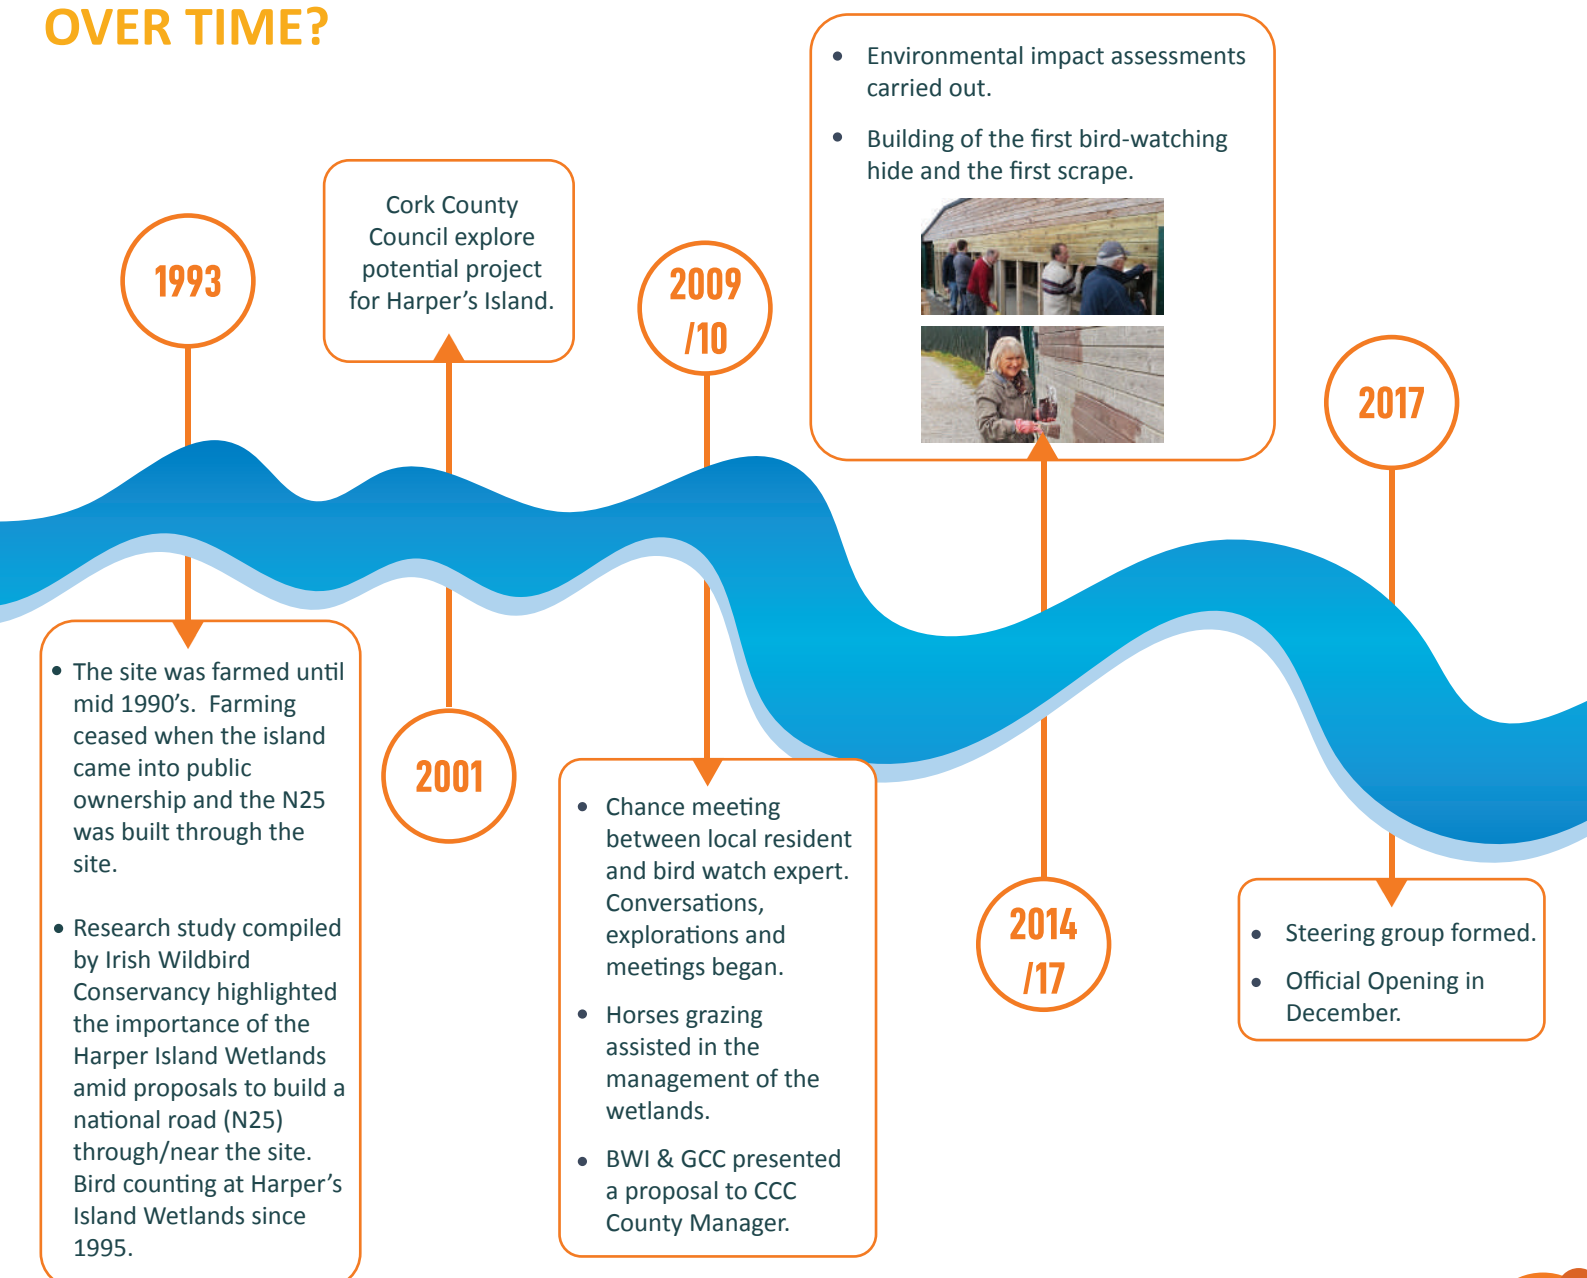 OVER TIME?
1993
• The site was farmed until
mid 1990’s.  Farming
ceased when the island
came into public
ownership and the N25
was built through the
site.
• Research study compiled
by Irish Wildbird
Conservancy highlighted
the importance of the
Harper Island Wetlands
amid proposals to build a
national road (N25)
through/near the site.
Bird counting at Harper’s
Island Wetlands since
1995.
Cork County
Council explore
potential project
for Harper’s Island.
2001
2009
/10
• Chance meeting
between local resident
and bird watch expert.
Conversations,
explorations and
meetings began.
• Horses grazing
assisted in the
management of the
wetlands.
• BWI & GCC presented
a proposal to CCC
County Manager.
• Environmental impact assessments
carried out.
• Building of the first bird-watching
hide and the first scrape.
2014
/17
2017
• Steering group formed.
• Official Opening in
December.